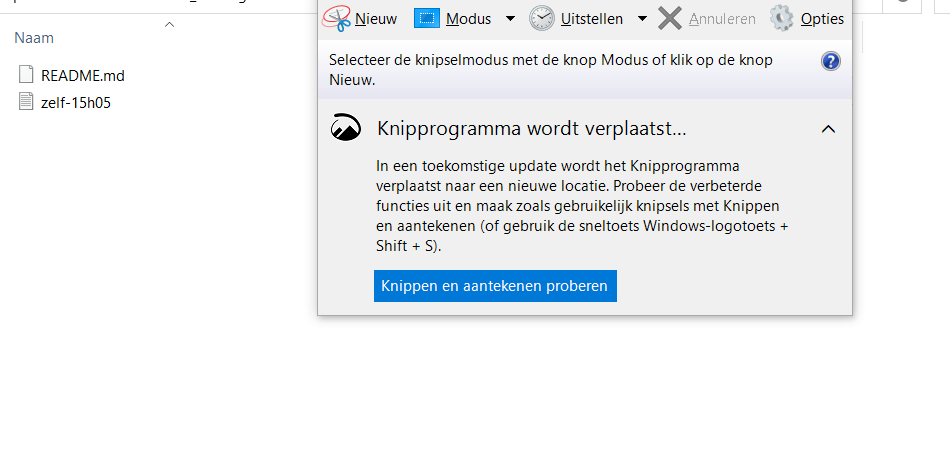 Nieuw Modus Uitstellen Annuleren Opties
Naam
Selecteer de knipselmodus met de knop Modus of klik op de knop
Nieuw.
README.md
zelf-15h05
Knipprogramma wordt verplaatst...
In een toekomstige update wordt het Knipprogramma
verplaatst naar een nieuwe locatie. Probeer de verbeterde
functies uit en maak zoals gebruikelijk knipsels met Knippen
en aantekenen (of gebruik de sneltoets Windows-logotoets +
Shift + S).
Knippen en aantekenen proberen